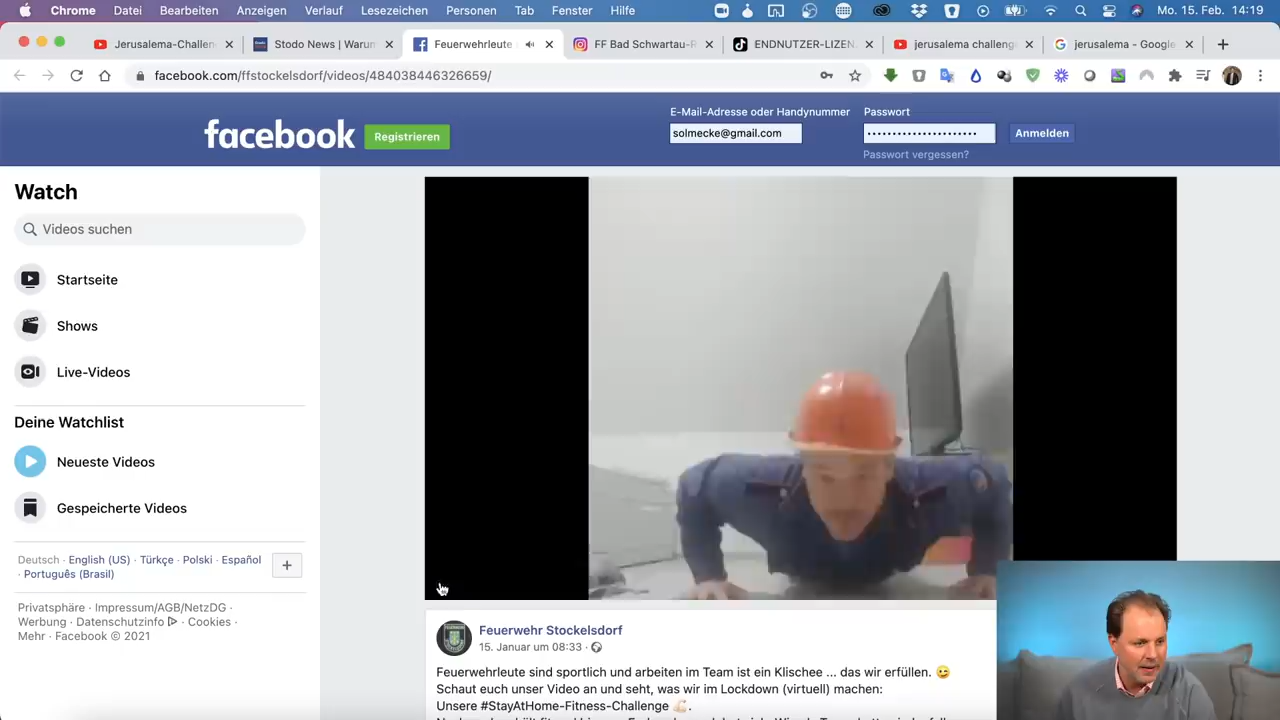 Chrome Datei Bearbeiten Anzeigen Verlauf Lesezeichen Personen Tab Fenster Hilfe Mo. 15. Feb. 14:19
Jerusalema-Challen Stodo News | Warum Feuerwehrleute FF Bad Schwartau-R ENDNUTZER-LIZEN. jerusalema challeng jerusalema - Google
facebook.com/ffstockelsdorf/videos/484038446326659/
E-Mail-Adresse oder Handynummer Passwort
facebook Registrieren solmecke@gmail.com Anmelden
Passwort vergessen?
Watch
Videos suchen
Startseite
Shows
Live-Videos
Deine Watchlist
Neueste Videos
Gespeicherte Videos
Deutsch · English (US) · Türkçe · Polski · Español
· Português (Brasil)
Privatsphäre · Impressum/AGB/NetzDG ·
Werbung · Datenschutzinfo · Cookies ·
Mehr · Facebook © 2021
Feuerwehr Stockelsdorf
15. Januar um 08:33 ·
Feuerwehrleute sind sportlich und arbeiten im Team ist ein Klischee ... das wir erfüllen. 😉
Schaut euch unser Video an und seht, was wir im Lockdown (virtuell) machen:
Unsere #StayAtHome-Fitness-Challenge 💪🏻.